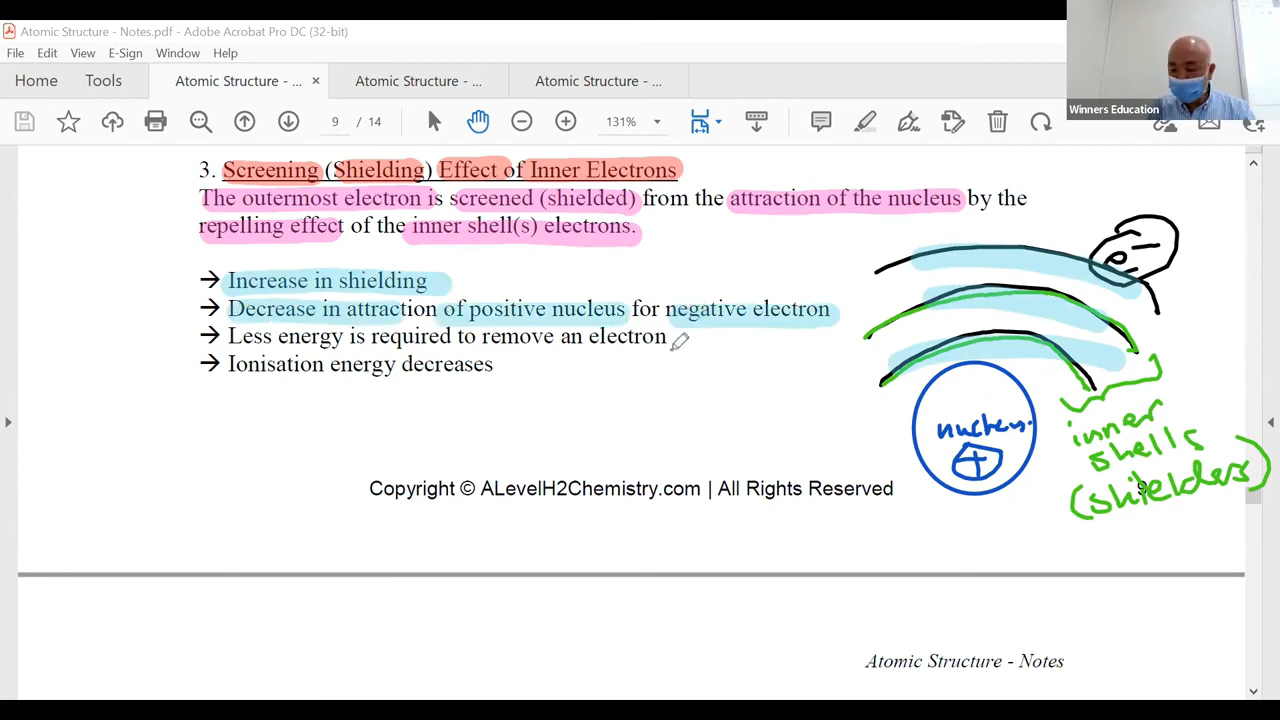 Atomic Structure - Notes.pdf - Adobe Acrobat Pro DC (32-bit)
File Edit View E-Sign Window Help
Home Tools Atomic Structure - ... × Atomic Structure - ... Atomic Structure - ...
9 / 14 131%
Winners Education
3. Screening (Shielding) Effect of Inner Electrons
The outermost electron is screened (shielded) from the attraction of the nucleus by the
repelling effect of the inner shell(s) electrons.
→ Increase in shielding
→ Decrease in attraction of positive nucleus for negative electron
→ Less energy is required to remove an electron
→ Ionisation energy decreases
e-
nucleus
+
inner
shells
(shielders)
Copyright © ALevelH2Chemistry.com | All Rights Reserved
9
Atomic Structure - Notes